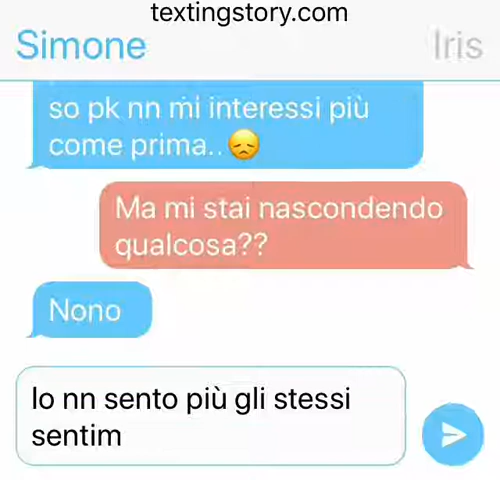 textingstory.com
Simone
Iris
so pk nn mi interessi più
come prima..😞
Ma mi stai nascondendo
qualcosa??
Nono
Io nn sento più gli stessi
sentim